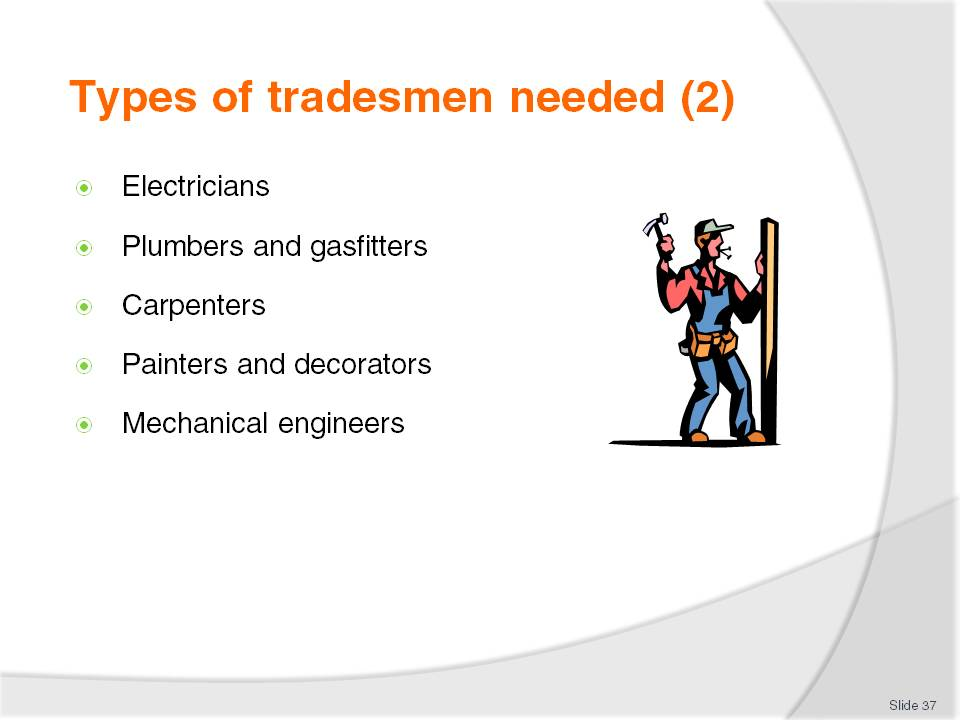 Types of tradesmen needed (2)
Electricians
Plumbers and gasfitters
Carpenters
Painters and decorators
Mechanical engineers
Slide 37